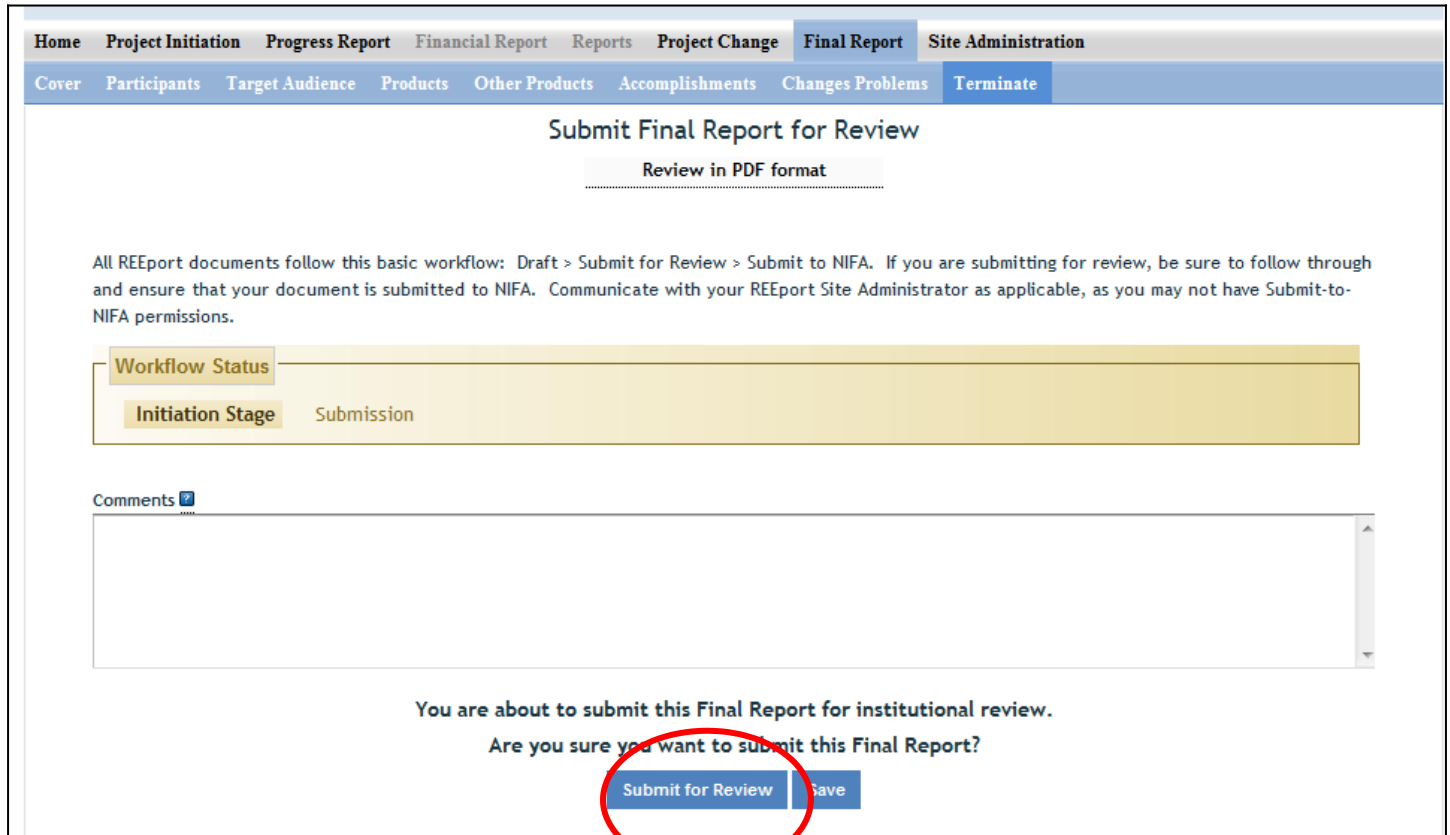 Home Project Initiation Progress Report Financial Report Reports Project Change Final Report Site Administration
Cover Participants Target Audience Products Other Products Accomplishments Changes Problems Terminate
Submit Final Report for Review
Review in PDF format
All REEport documents follow this basic workflow: Draft > Submit for Review > Submit to NIFA. If you are submitting for review, be sure to follow through
and ensure that your document is submitted to NIFA. Communicate with your REEport Site Administrator as applicable, as you may not have Submit-to-
NIFA permissions.
Workflow Status
Initiation Stage Submission
Comments ?
You are about to submit this Final Report for institutional review.
Are you sure you want to submit this Final Report?
Submit for Review Save